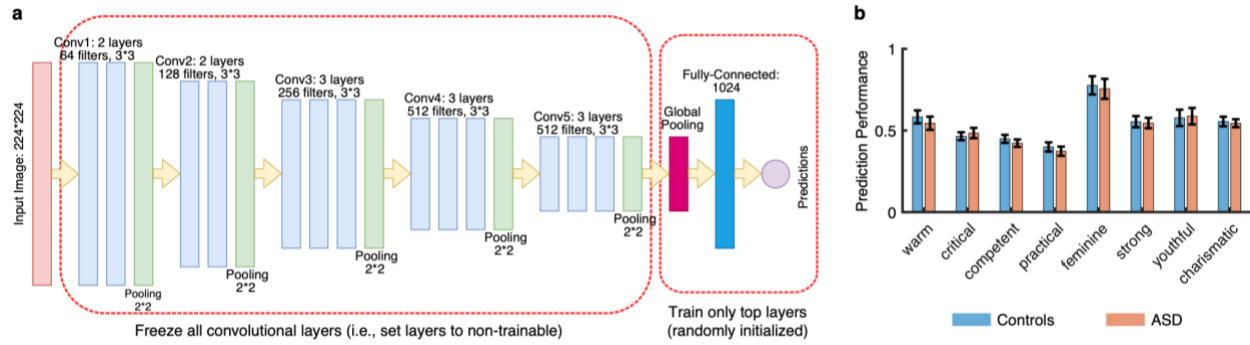 a
Input Image: 224*224
Conv1: 2 layers
64 filters, 3*3
Pooling
2*2
Conv2: 2 layers
128 filters, 3*3
Pooling
2*2
Conv3: 3 layers
256 filters, 3*3
Pooling
2*2
Conv4: 3 layers
512 filters, 3*3
Pooling
2*2
Conv5: 3 layers
512 filters, 3*3
Pooling
2*2
Global
Pooling
Fully-Connected:
1024
Predictions
Freeze all convolutional layers (i.e., set layers to non-trainable)
Train only top layers
(randomly initialized)
b
Prediction Performance
1
0.5
0
warm
critical
competent
practical
feminine
strong
youthful
charismatic
Controls
ASD